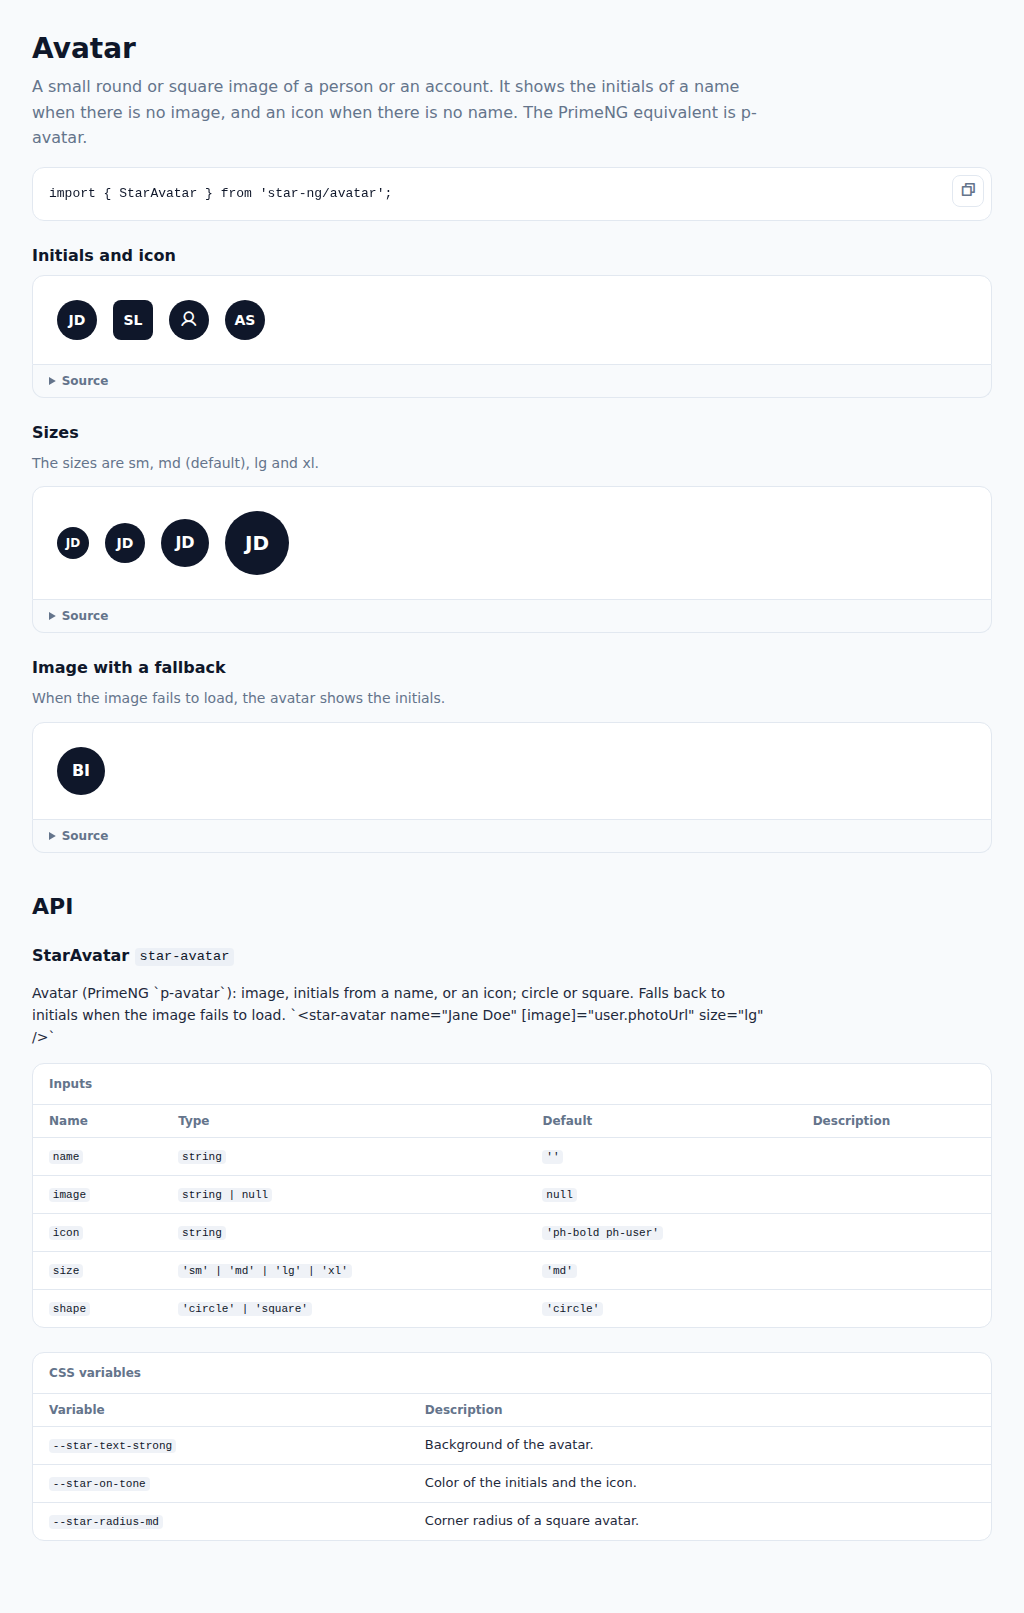 Avatar
A small round or square image of a person or an account. It shows the initials of a name
when there is no image, and an icon when there is no name. The PrimeNG equivalent is p-
avatar.
import { StarAvatar } from 'star-ng/avatar';
Initials and icon
JD SL AS
Source
Sizes
The sizes are sm, md (default), lg and xl.
JD JD JD JD
Source
Image with a fallback
When the image fails to load, the avatar shows the initials.
BI
Source
API
StarAvatar star-avatar
Avatar (PrimeNG `p-avatar`): image, initials from a name, or an icon; circle or square. Falls back to
initials when the image fails to load. `<star-avatar name="Jane Doe" [image]="user.photoUrl" size="lg"
/>`
Inputs
Name Type Default Description
name string ''
image string | null null
icon string 'ph-bold ph-user'
size 'sm' | 'md' | 'lg' | 'xl' 'md'
shape 'circle' | 'square' 'circle'
CSS variables
Variable Description
--star-text-strong Background of the avatar.
--star-on-tone Color of the initials and the icon.
--star-radius-md Corner radius of a square avatar.